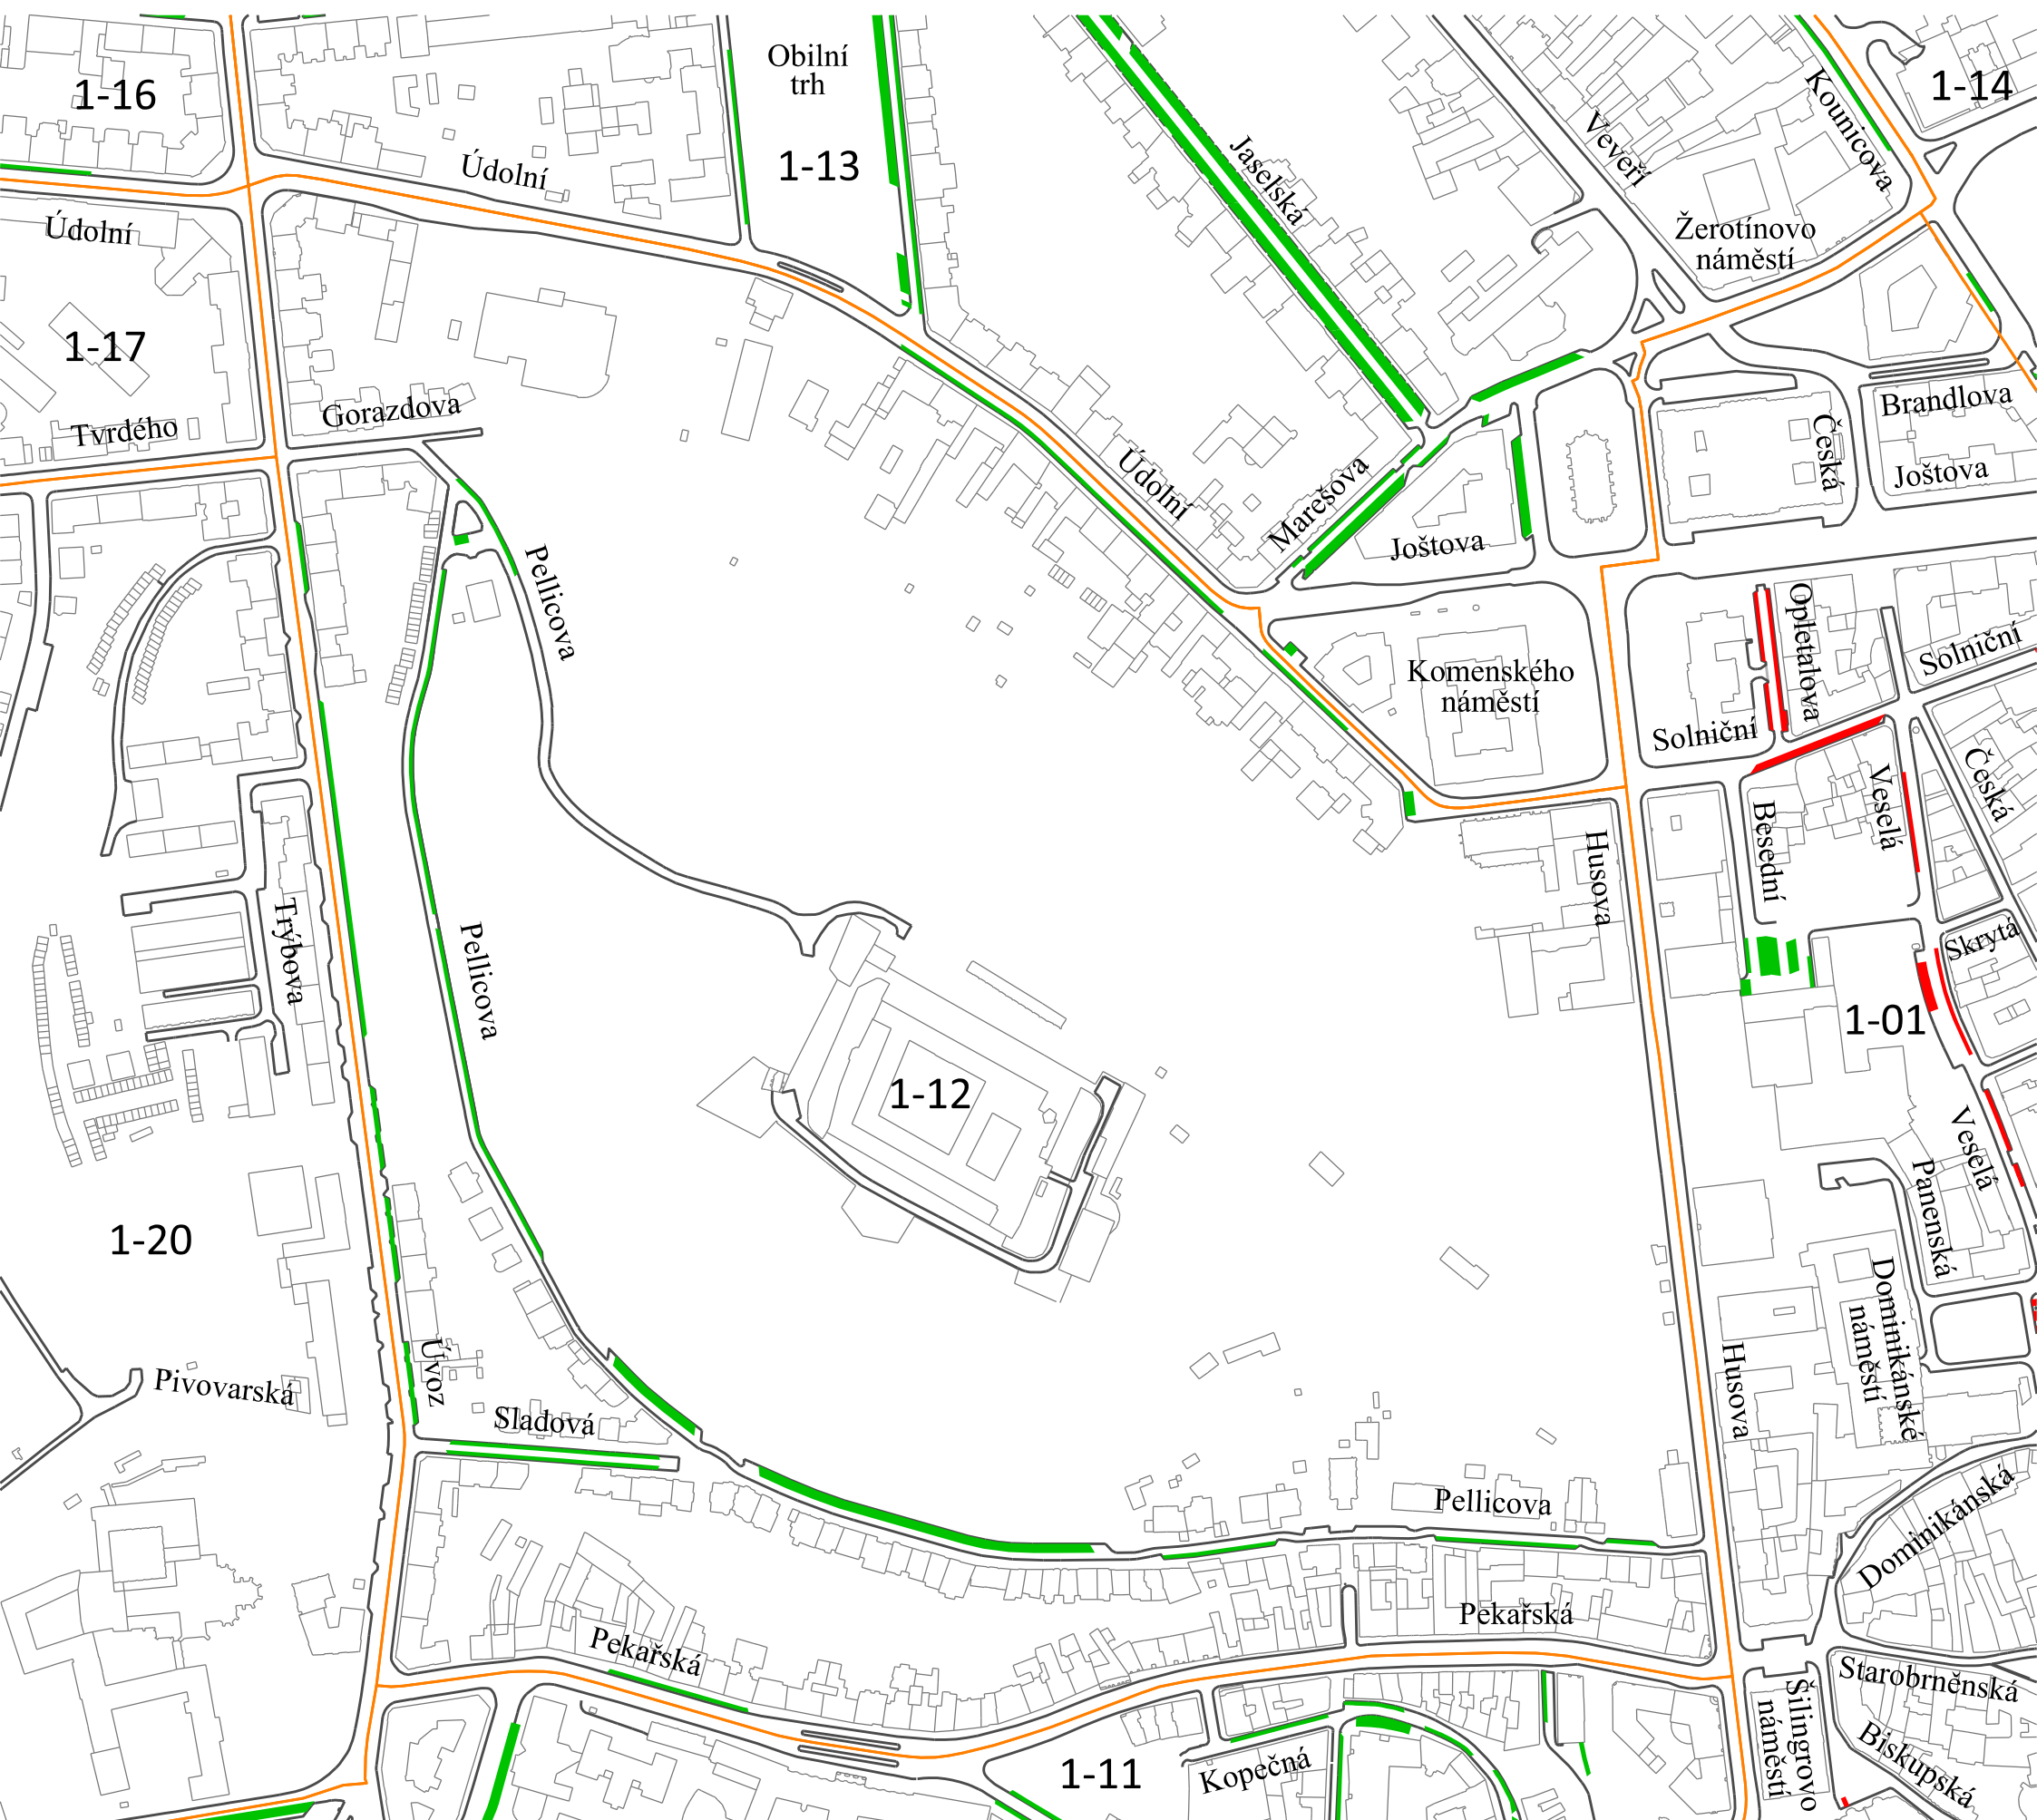 Obilní
trh
1-16
1-14
Kounicova
Veveří
Jaselská
1-13
Údolní
Údolní
Žerotínovo
náměstí
1-17
Gorazdova
Tvrdého
Brandlova
Česká
Joštova
Údolní
Marešova
Joštova
Pellicova
Opletalova
Solniční
Komenského
náměstí
Solniční
Česká
Veselá
Besední
Husova
Trýbova
Pellicova
Skrytá
1-01
1-12
Veselá
Panenská
1-20
Dominikánské
náměstí
Úvoz
Husova
Pivovarská
Sladová
Pellicova
Dominikánská
Pekařská
Pekařská
Starobrněnská
Šilingrovo
náměstí
Biskupská
1-11
Kopečná